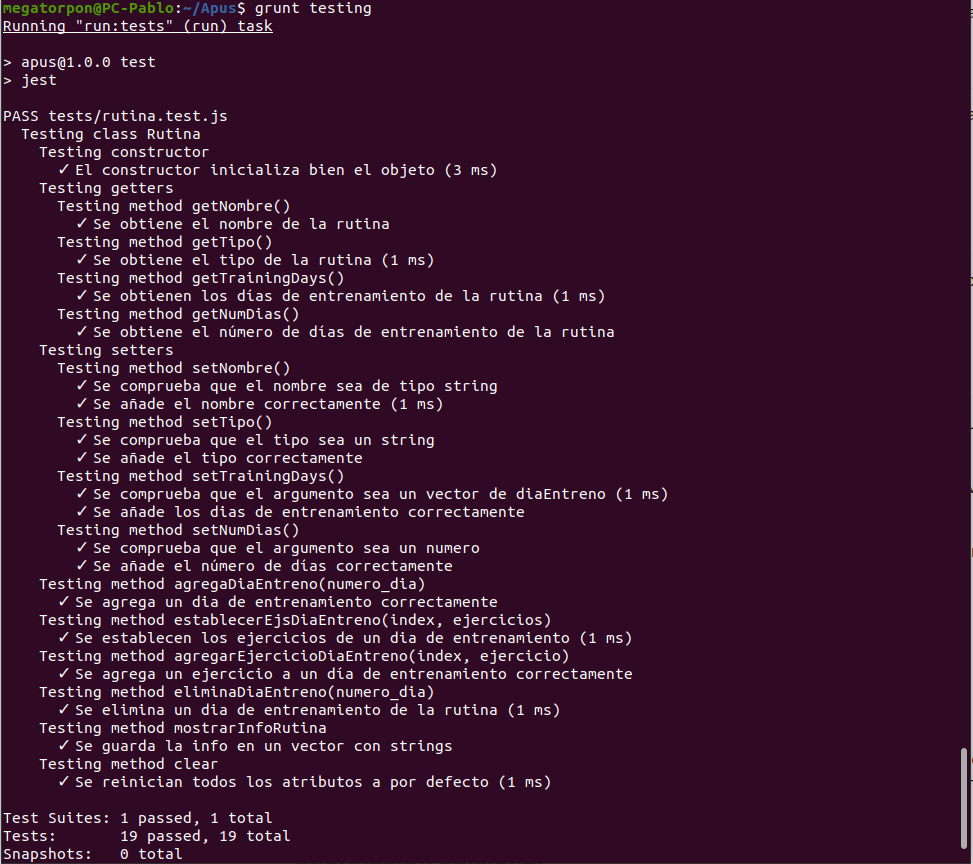 megatorpon@PC-Pablo:~/Apus$ grunt testing
Running "run:tests" (run) task
> apus@1.0.0 test
> jest
PASS tests/rutina.test.js
Testing class Rutina
Testing constructor
✓ El constructor inicializa bien el objeto (3 ms)
Testing getters
Testing method getNombre()
✓ Se obtiene el nombre de la rutina
Testing method getTipo()
✓ Se obtiene el tipo de la rutina (1 ms)
Testing method getTrainingDays()
✓ Se obtienen los días de entrenamiento de la rutina (1 ms)
Testing method getNumDias()
✓ Se obtiene el número de días de entrenamiento de la rutina
Testing setters
Testing method setNombre()
✓ Se comprueba que el nombre sea de tipo string
✓ Se añade el nombre correctamente (1 ms)
Testing method setTipo()
✓ Se comprueba que el tipo sea un string
✓ Se añade el tipo correctamente
Testing method setTrainingDays()
✓ Se comprueba que el argumento sea un vector de diaEntreno (1 ms)
✓ Se añade los dias de entrenamiento correctamente
Testing method setNumDias()
✓ Se comprueba que el argumento sea un numero
✓ Se añade el número de días correctamente
Testing method agregaDiaEntreno(numero_dia)
✓ Se agrega un dia de entrenamiento correctamente
Testing method establecerEjsDiaEntreno(index, ejercicios)
✓ Se establecen los ejercicios de un dia de entrenamiento (1 ms)
Testing method agregarEjercicioDiaEntreno(index, ejercicio)
✓ Se agrega un ejercicio a un día de entrenamiento correctamente
Testing method eliminaDiaEntreno(numero_dia)
✓ Se elimina un dia de entrenamiento de la rutina (1 ms)
Testing method mostrarInfoRutina
✓ Se guarda la info en un vector con strings
Testing method clear
✓ Se reinician todos los atributos a por defecto (1 ms)
Test Suites: 1 passed, 1 total
Tests: 19 passed, 19 total
Snapshots: 0 total